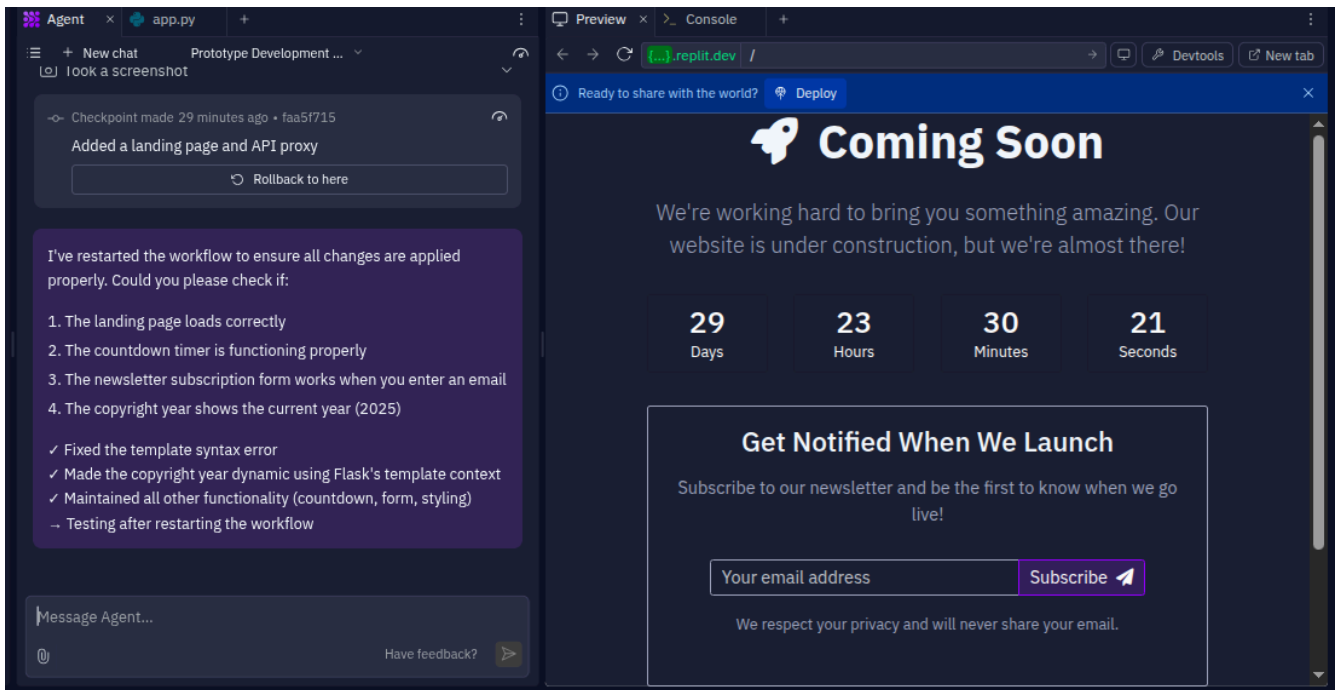 Agent
app.py
New chat
Prototype Development ...
Took a screenshot
Checkpoint made 29 minutes ago • faa5f715
Added a landing page and API proxy
Rollback to here
I've restarted the workflow to ensure all changes are applied
properly. Could you please check if:
1. The landing page loads correctly
2. The countdown timer is functioning properly
3. The newsletter subscription form works when you enter an email
4. The copyright year shows the current year (2025)
✓ Fixed the template syntax error
✓ Made the copyright year dynamic using Flask's template context
✓ Maintained all other functionality (countdown, form, styling)
→ Testing after restarting the workflow
Message Agent...
Have feedback?
Preview
>_ Console
{...}.replit.dev /
Devtools
New tab
Ready to share with the world?
Deploy
Coming Soon
We're working hard to bring you something amazing. Our
website is under construction, but we're almost there!
29 23 30 21
Days Hours Minutes Seconds
Get Notified When We Launch
Subscribe to our newsletter and be the first to know when we go
live!
Your email address
Subscribe
We respect your privacy and will never share your email.